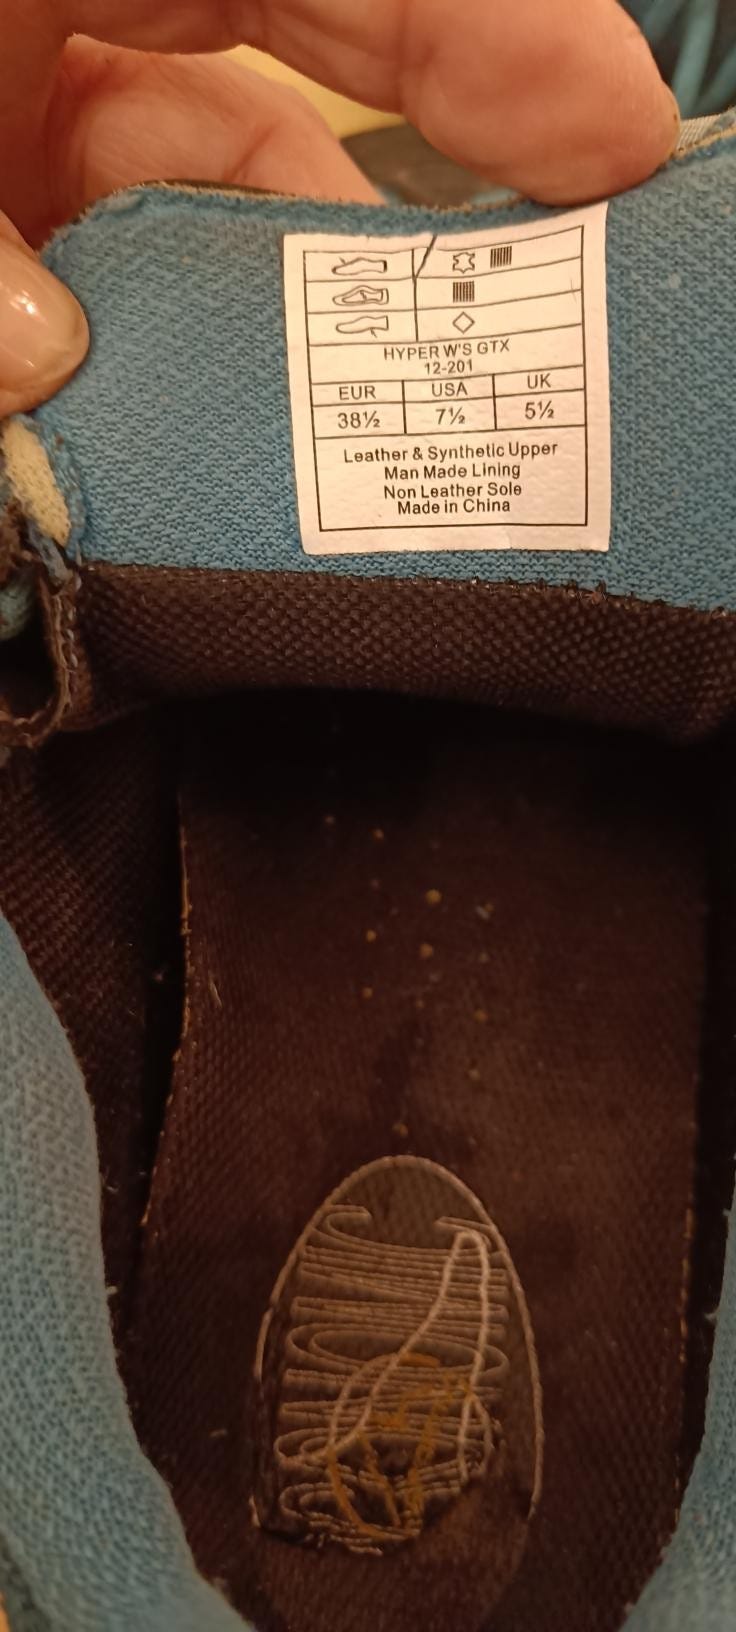 HYPER W'S GTX
12-201
EUR USA UK
38½ 7½ 5½
Leather & Synthetic Upper
Man Made Lining
Non Leather Sole
Made in China